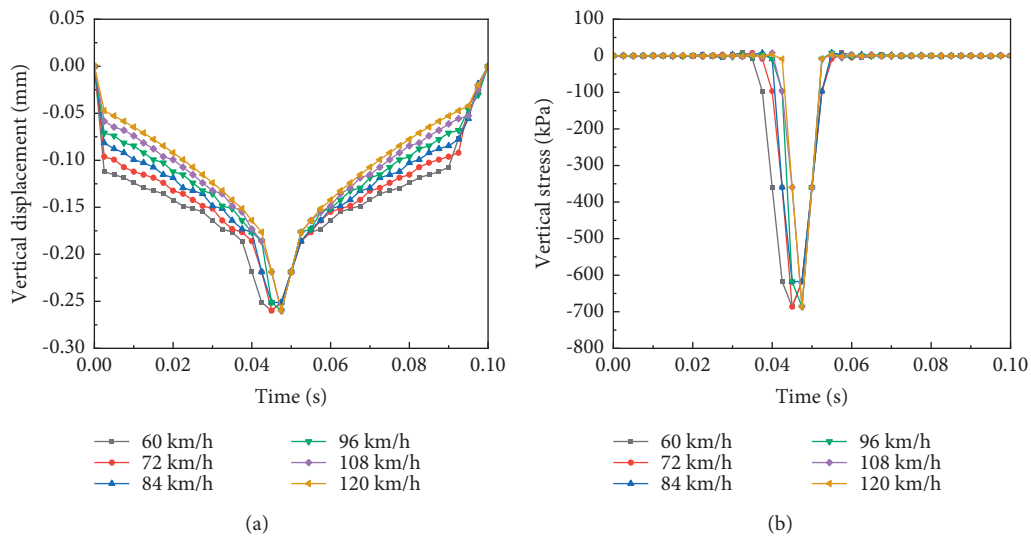 0.05
0.00
-0.05
-0.10
-0.15
-0.20
-0.25
-0.30
Vertical displacement (mm)
0.00 0.02 0.04 0.06 0.08 0.10
Time (s)
60 km/h 96 km/h
72 km/h 108 km/h
84 km/h 120 km/h
(a)
100
0
-100
-200
-300
-400
-500
-600
-700
-800
Vertical stress (kPa)
0.00 0.02 0.04 0.06 0.08 0.10
Time (s)
60 km/h 96 km/h
72 km/h 108 km/h
84 km/h 120 km/h
(b)